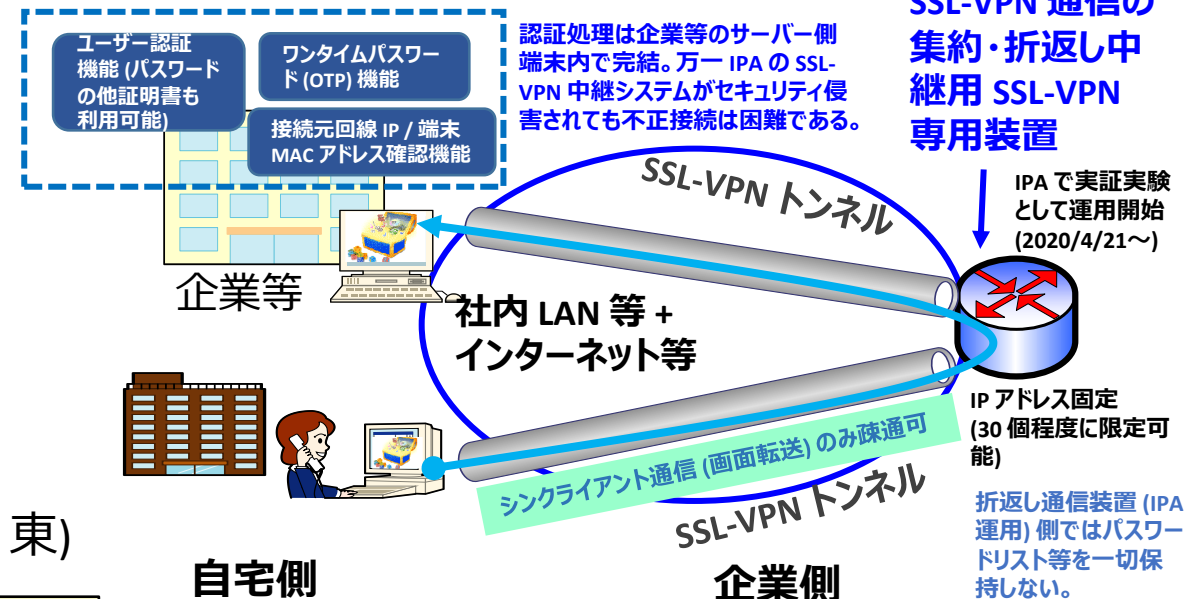 ユーザー認証
機能 (パスワード
の他証明書も
利用可能)
ワンタイムパスワー
ド (OTP) 機能
接続元回線 IP / 端末
MAC アドレス確認機能
認証処理は企業等のサーバー側
端末内で完結。万一 IPA の SSL-
VPN 中継システムがセキュリティ侵
害されても不正接続は困難である。
SSL-VPN 通信の
集約・折返し中
継用 SSL-VPN
専用装置
IPA で実証実験
として運用開始
(2020/4/21~)
SSL-VPN トンネル
企業等
社内 LAN 等 +
インターネット等
IP アドレス固定
(30 個程度に限定可
能)
シンクライアント通信 (画面転送) のみ疎通可
SSL-VPN トンネル
折返し通信装置 (IPA
運用) 側ではパスワー
ドリスト等を一切保
持しない。
東)
自宅側
企業側